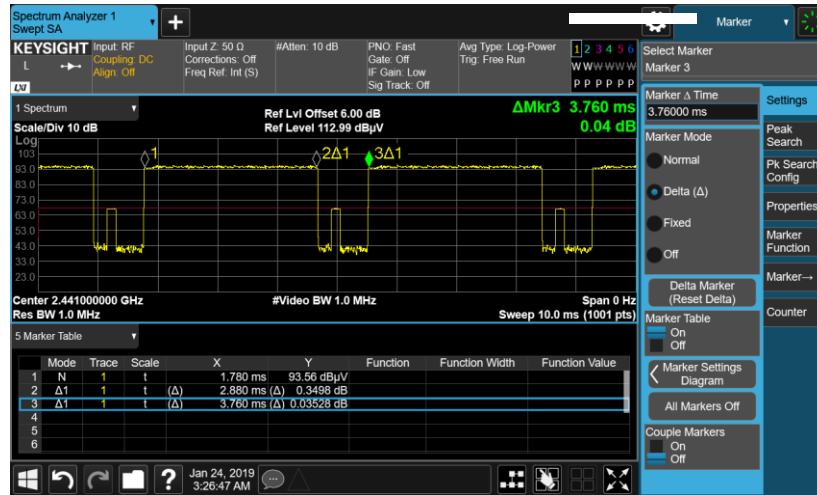 Spectrum Analyzer 1
Swept SA
Marker
KEYSIGHT
L
LXI
Input: RF
Coupling: DC
Align: Off
Input Z: 50 Ω
Corrections: Off
Freq Ref: Int (S)
#Atten: 10 dB
PNO: Fast
Gate: Off
IF Gain: Low
Sig Track: Off
Avg Type: Log-Power
Trig: Free Run
1 2 3 4 5 6
W W W W W W
P P P P P P
Select Marker
Marker 3
1 Spectrum
Scale/Div 10 dB
Ref Lvl Offset 6.00 dB
Ref Level 112.99 dBµV
ΔMkr3 3.760 ms
0.04 dB
Log
103
93.0
83.0
73.0
63.0
53.0
43.0
33.0
23.0
1
2Δ1
3Δ1
Center 2.441000000 GHz
Res BW 1.0 MHz
#Video BW 1.0 MHz
Span 0 Hz
Sweep 10.0 ms (1001 pts)
5 Marker Table
Mode Trace Scale X Y Function Function Width Function Value
1 N 1 t 1.780 ms 93.56 dBµV
2 Δ1 1 t (Δ) 2.880 ms (Δ) 0.3498 dB
3 Δ1 1 t (Δ) 3.760 ms (Δ) 0.03528 dB
4
5
6
Marker Δ Time
3.76000 ms
Marker Mode
Normal
Delta (Δ)
Fixed
Off
Delta Marker
(Reset Delta)
Marker Table
On
Off
Marker Settings
Diagram
All Markers Off
Couple Markers
On
Off
Settings
Peak
Search
Pk Search
Config
Properties
Marker
Function
Marker→
Counter
?
Jan 24, 2019
3:26:47 AM